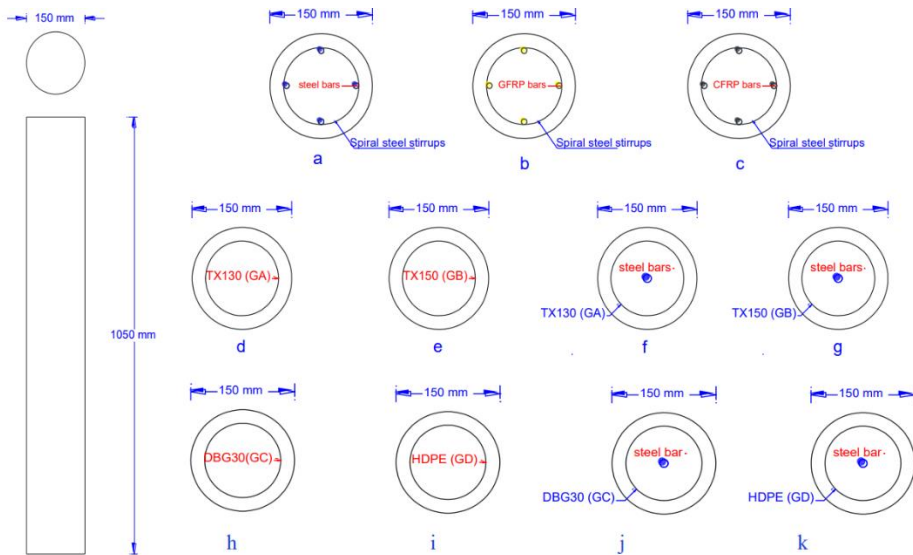 150 mm
1050 mm
150 mm
steel bars
Spiral steel stirrups
a
150 mm
GFRP bars
Spiral steel stirrups
b
150 mm
CFRP bars
Spiral steel stirrups
c
150 mm
TX130 (GA)
d
150 mm
TX150 (GB)
e
150 mm
steel bars
TX130 (GA)
f
150 mm
steel bars
TX150 (GB)
g
150 mm
DBG30(GC)
h
150 mm
HDPE (GD)
i
150 mm
steel bar
DBG30 (GC)
j
150 mm
steel bar
HDPE (GD)
k